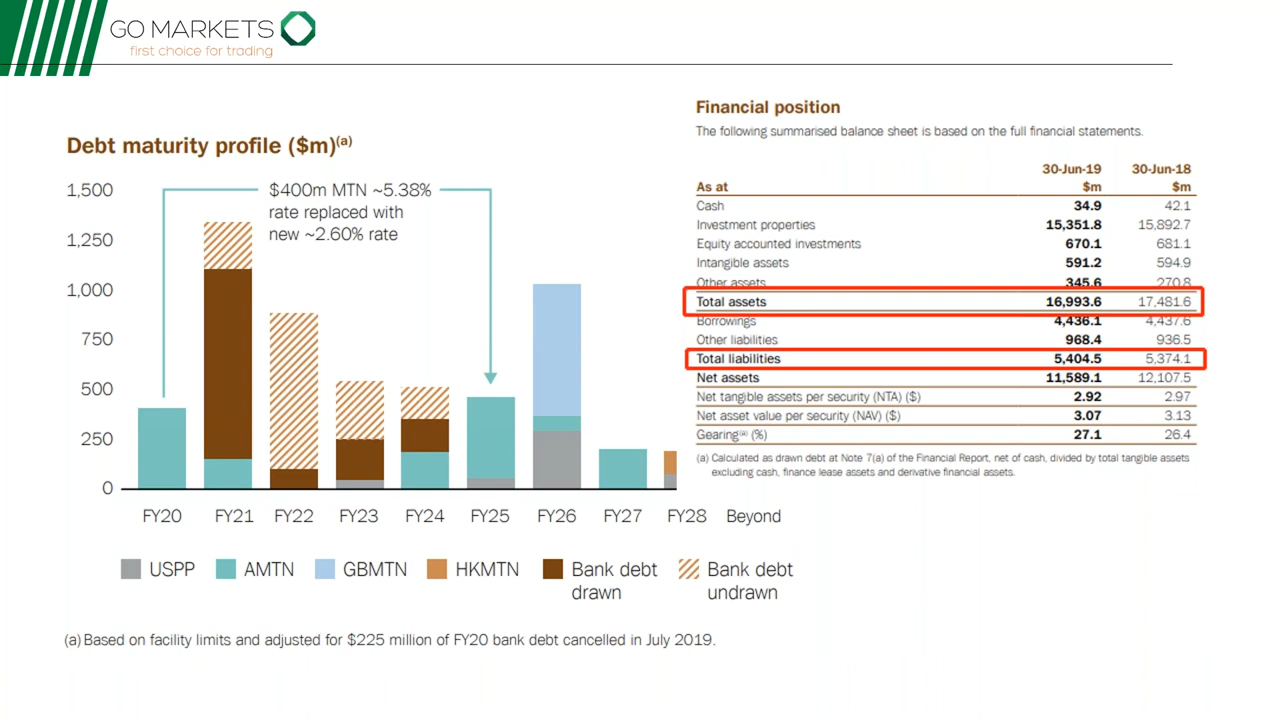 GO MARKETS
first choice for trading
Debt maturity profile ($m)(a)
1,500
1,250
1,000
750
500
250
0
$400m MTN ~5.38%
rate replaced with
new ~2.60% rate
FY20 FY21 FY22 FY23 FY24 FY25 FY26 FY27 FY28 Beyond
USPP AMTN GBMTN HKMTN Bank debt drawn Bank debt undrawn
(a) Based on facility limits and adjusted for $225 million of FY20 bank debt cancelled in July 2019.
Financial position
The following summarised balance sheet is based on the full financial statements.
30-Jun-19 30-Jun-18
As at $m $m
Cash 34.9 42.1
Investment properties 15,351.8 15,892.7
Equity accounted investments 670.1 681.1
Intangible assets 591.2 594.9
Other assets 345.6 270.8
Total assets 16,993.6 17,481.6
Borrowings 4,436.1 4,437.6
Other liabilities 968.4 936.5
Total liabilities 5,404.5 5,374.1
Net assets 11,589.1 12,107.5
Net tangible assets per security (NTA) ($) 2.92 2.97
Net asset value per security (NAV) ($) 3.07 3.13
Gearing(a) (%) 27.1 26.4
(a) Calculated as drawn debt at Note 7(a) of the Financial Report, net of cash, divided by total tangible assets
excluding cash, finance lease assets and derivative financial assets.